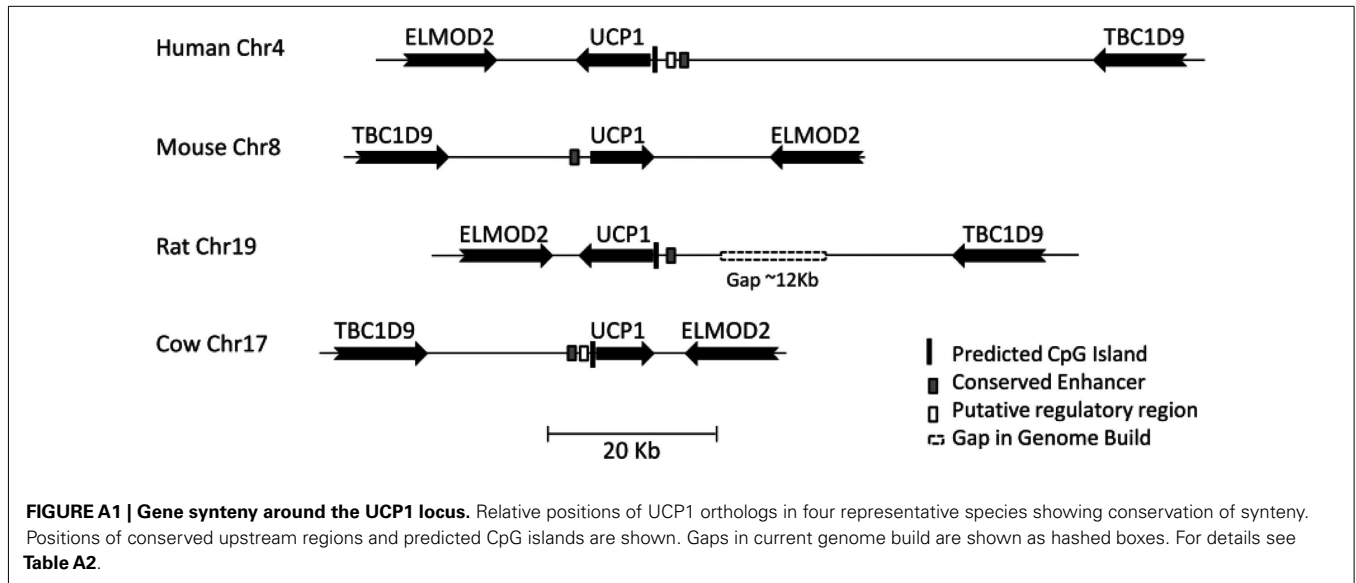 Human Chr4
ELMOD2
UCP1
TBC1D9
Mouse Chr8
TBC1D9
UCP1
ELMOD2
Rat Chr19
ELMOD2
UCP1
TBC1D9
Gap ~12Kb
Cow Chr17
TBC1D9
UCP1
ELMOD2
Predicted CpG Island
Conserved Enhancer
Putative regulatory region
Gap in Genome Build
20 Kb
FIGURE A1 | Gene synteny around the UCP1 locus. Relative positions of UCP1 orthologs in four representative species showing conservation of synteny.
Positions of conserved upstream regions and predicted CpG islands are shown. Gaps in current genome build are shown as hashed boxes. For details see
Table A2.